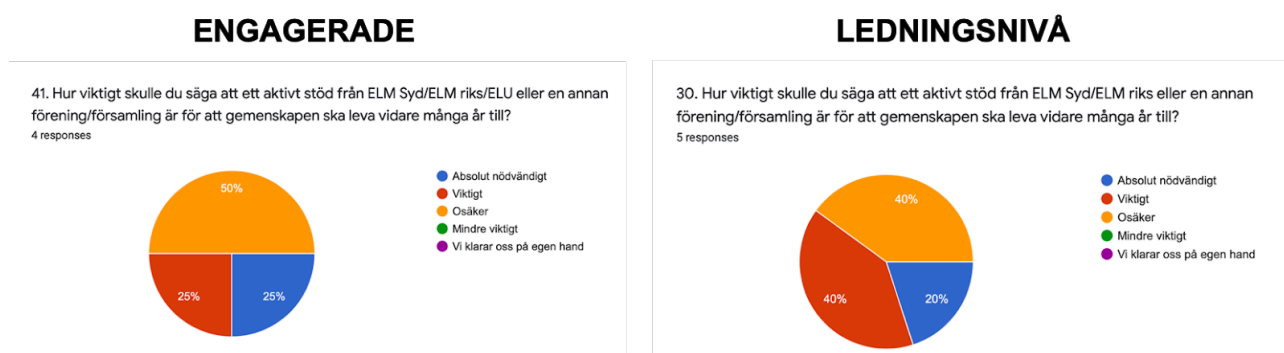 ENGAGERADE
41. Hur viktigt skulle du säga att ett aktivt stöd från ELM Syd/ELM riks/ELU eller en annan
förening/församling är för att gemenskapen ska leva vidare många år till?
4 responses
50%
25%
25%
Absolut nödvändigt
Viktigt
Osäker
Mindre viktigt
Vi klarar oss på egen hand
LEDNINGSNIVÅ
30. Hur viktigt skulle du säga att ett aktivt stöd från ELM Syd/ELM riks eller en annan
förening/församling är för att gemenskapen ska leva vidare många år till?
5 responses
40%
40%
20%
Absolut nödvändigt
Viktigt
Osäker
Mindre viktigt
Vi klarar oss på egen hand